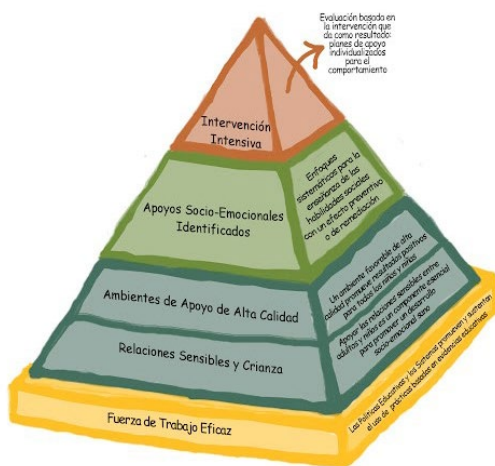 Evaluación basada en
la intervención que
da como resultado:
planes de apoyo
individualizados
para el
comportamiento
Intervención
Intensiva
Enfoques
sistemáticos para la
enseñanza de las
habilidades sociales
con un efecto preventivo
o de remediación
Apoyos Socio-Emocionales
Identificados
Un ambiente favorable de alta
calidad promueve resultados positivos
para todos los niños y niñas
Ambientes de Apoyo de Alta Calidad
Apoyar las relaciones sensibles entre
adultos y niños es un componente esencial
para promover un desarrollo
socio-emocional sano
Relaciones Sensibles y Crianza
Las Políticas Educativas y los Sistemas promueven y sustentan
el uso de prácticas basadas en evidencias educativas
Fuerza de Trabajo Eficaz